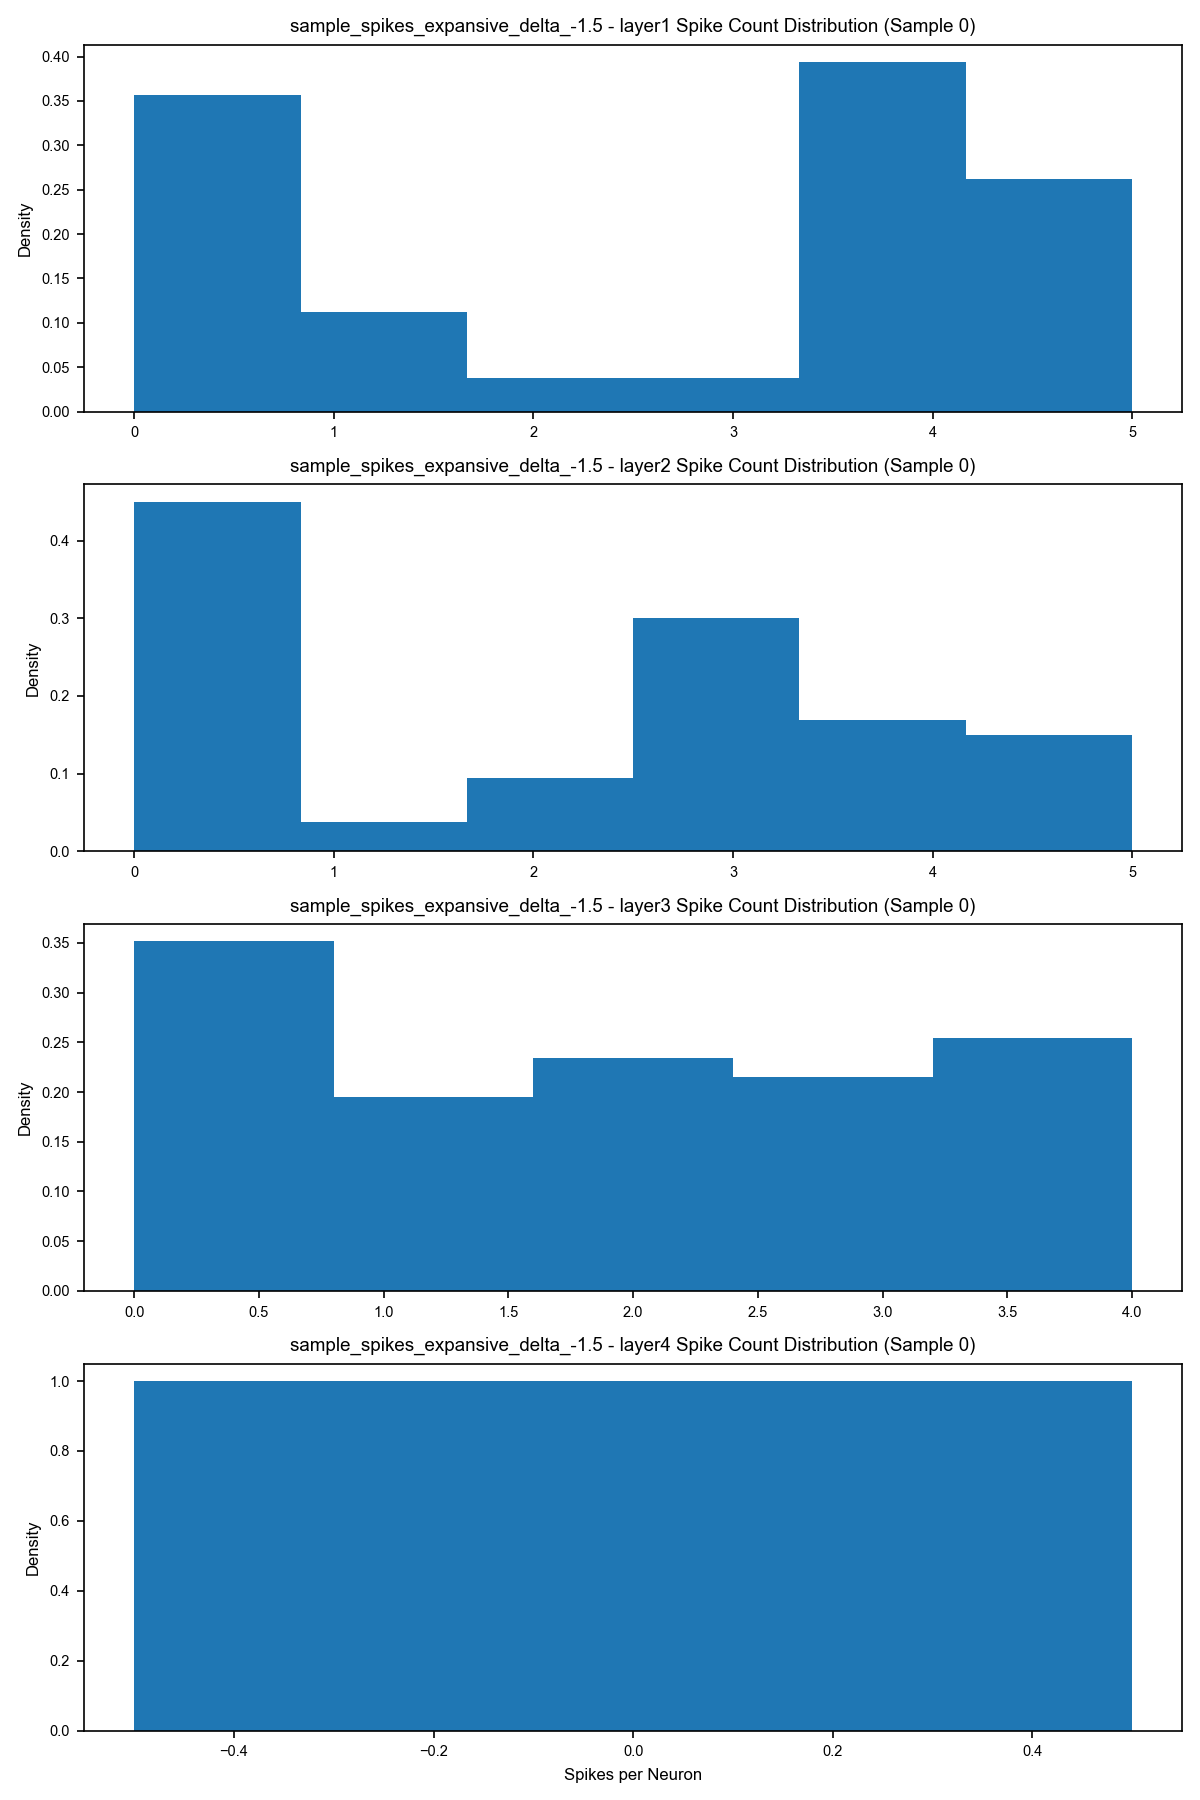 sample_spikes_expansive_delta_-1.5 - layer1 Spike Count Distribution (Sample 0)
0.40
0.35
0.30
0.25
0.20
0.15
0.10
0.05
0.00
Density
0 1 2 3 4 5
sample_spikes_expansive_delta_-1.5 - layer2 Spike Count Distribution (Sample 0)
0.4
0.3
0.2
0.1
0.0
Density
0 1 2 3 4 5
sample_spikes_expansive_delta_-1.5 - layer3 Spike Count Distribution (Sample 0)
0.35
0.30
0.25
0.20
0.15
0.10
0.05
0.00
Density
0.0 0.5 1.0 1.5 2.0 2.5 3.0 3.5 4.0
sample_spikes_expansive_delta_-1.5 - layer4 Spike Count Distribution (Sample 0)
1.0
0.8
0.6
0.4
0.2
0.0
Density
−0.4 −0.2 0.0 0.2 0.4
Spikes per Neuron